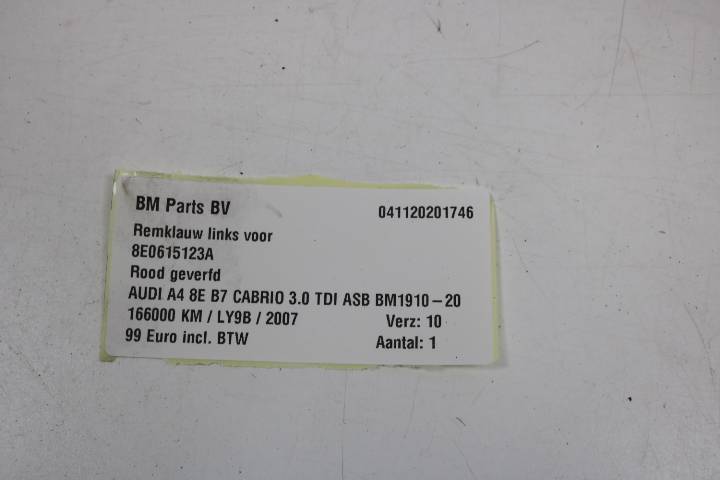 BM Parts BV 041120201746
Remklauw links voor
8E0615123A
Rood geverfd
AUDI A4 8E B7 CABRIO 3.0 TDI ASB BM1910-20
166000 KM / LY9B / 2007 Verz: 10
99 Euro incl. BTW Aantal: 1